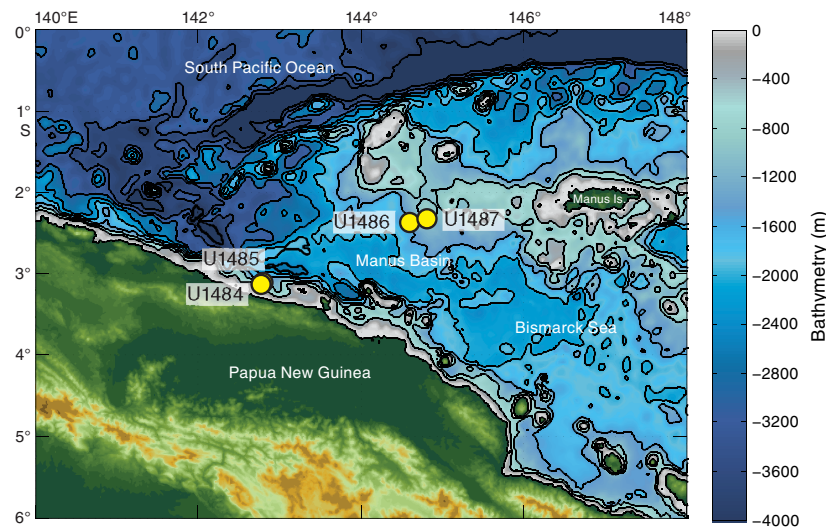 140°E 142° 144° 146° 148°
0°
South Pacific Ocean
1°
S
2°
Manus Is.
U1486 U1487
U1485
Manus Basin
3°
U1484
Bismarck Sea
4°
Papua New Guinea
5°
6°
0
−400
−800
−1200
−1600
−2000
−2400
−2800
−3200
−3600
−4000
Bathymetry (m)